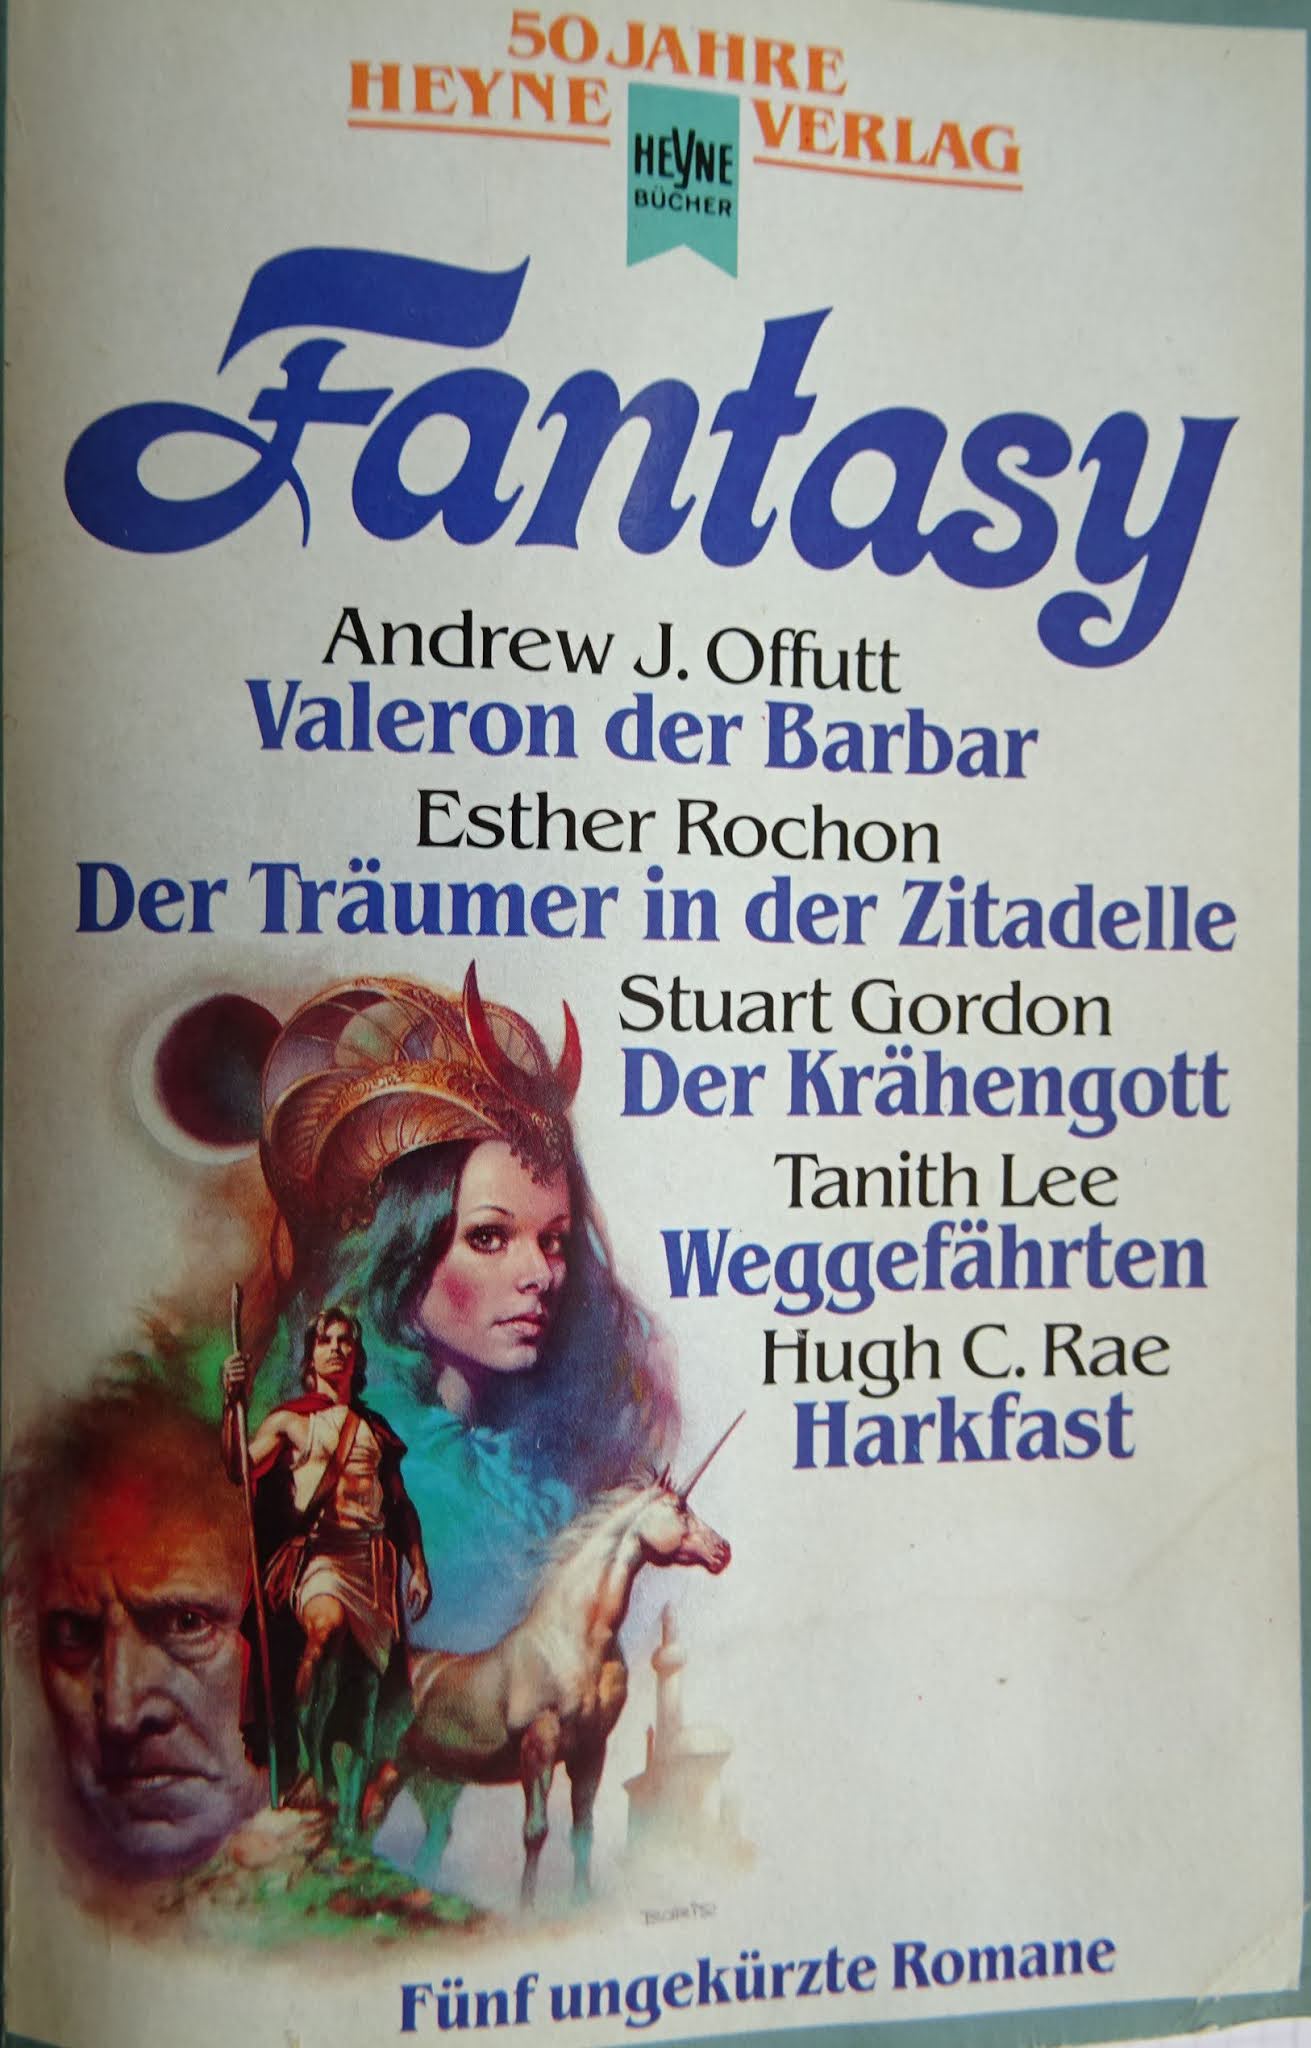 50 JAHRE
HEYNE VERLAG
HEYNE
BÜCHER
Fantasy
Andrew J. Offutt
Valeron der Barbar
Esther Rochon
Der Träumer in der Zitadelle
Stuart Gordon
Der Krähengott
Tanith Lee
Weggefährten
Hugh C. Rae
Harkfast
BORIS
Fünf ungekürzte Romane